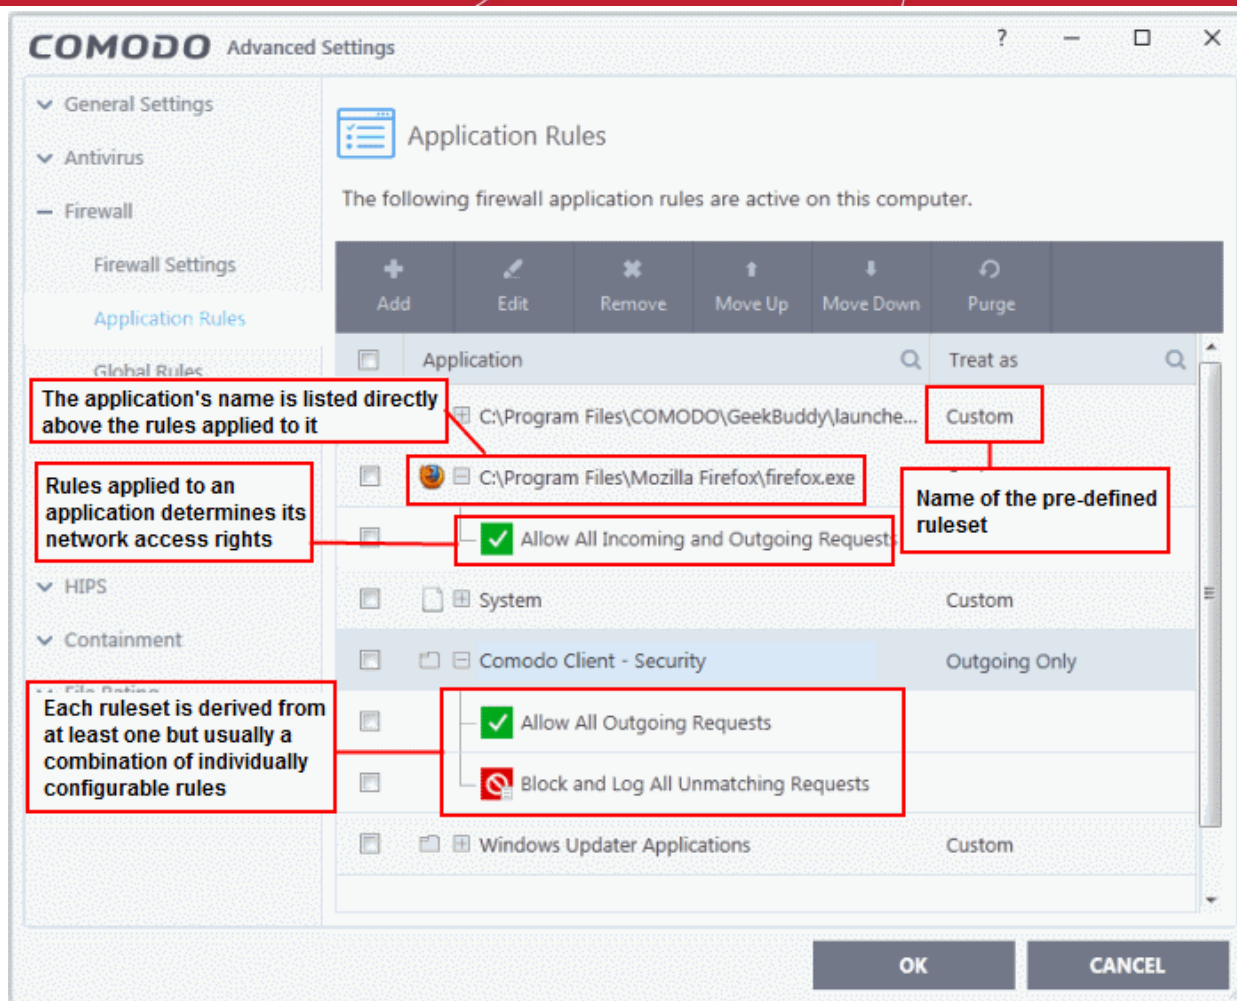 COMODO Advanced Settings
?
General Settings
Antivirus
Firewall
Firewall Settings
Application Rules
Global Rules
HIPS
Containment
File Rating
Application Rules
The following firewall application rules are active on this computer.
Add Edit Remove Move Up Move Down Purge
Application Treat as
C:\Program Files\COMODO\GeekBuddy\launche... Custom
C:\Program Files\Mozilla Firefox\firefox.exe
Allow All Incoming and Outgoing Requests
System Custom
Comodo Client - Security Outgoing Only
Allow All Outgoing Requests
Block and Log All Unmatching Requests
Windows Updater Applications Custom
The application's name is listed directly
above the rules applied to it
Rules applied to an
application determines its
network access rights
Name of the pre-defined
ruleset
Each ruleset is derived from
at least one but usually a
combination of individually
configurable rules
OK CANCEL